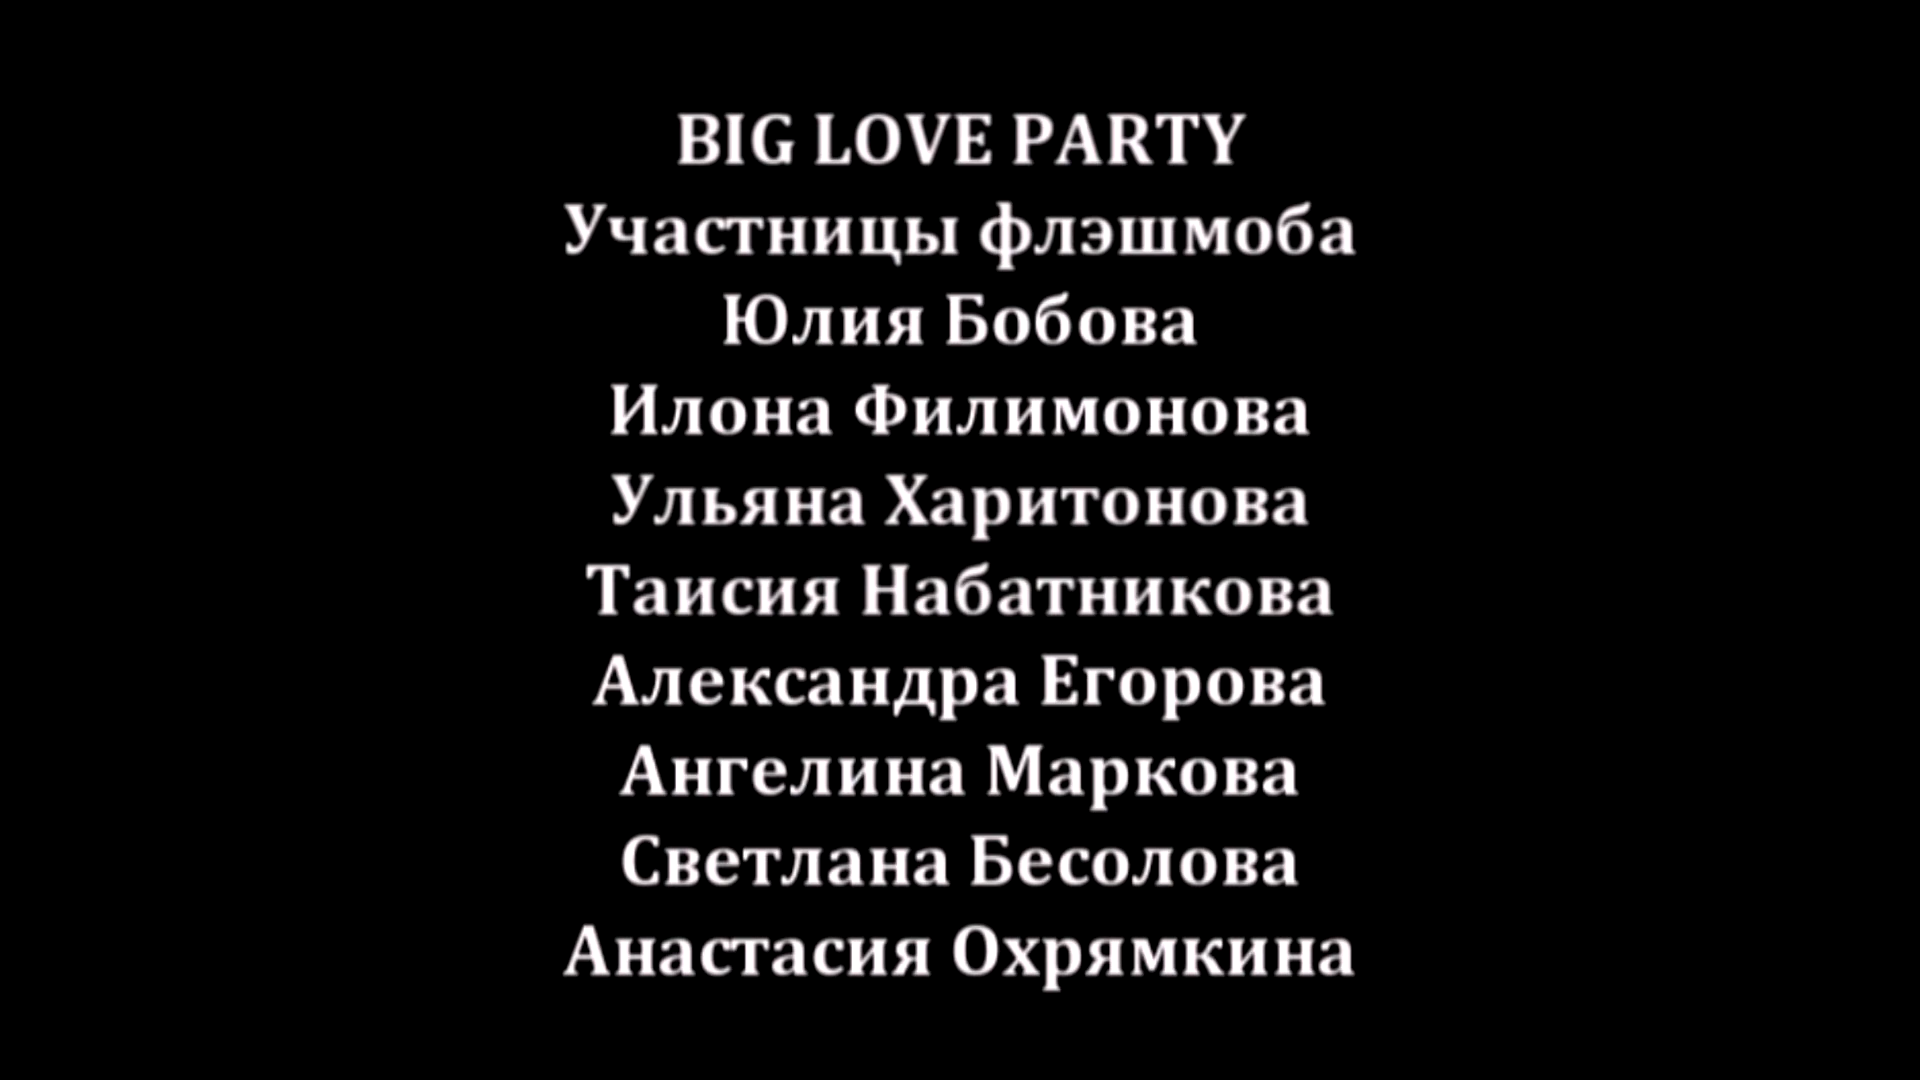 BIG LOVE PARTY
Участницы флэшмоба
Юлия Бобова
Илона Филимонова
Ульяна Харитонова
Таисия Набатникова
Александра Егорова
Ангелина Маркова
Светлана Бесолова
Анастасия Охрямкина